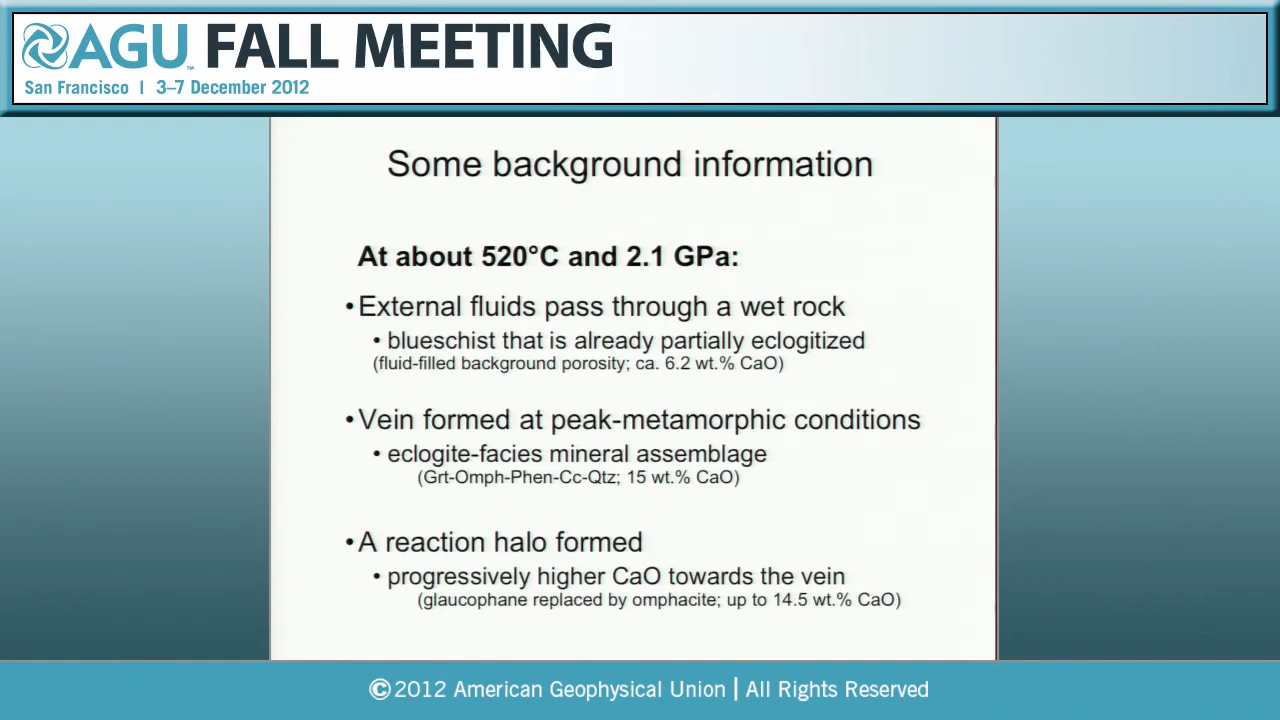 AGU™ FALL MEETING
San Francisco | 3–7 December 2012
Some background information
At about 520°C and 2.1 GPa:
•External fluids pass through a wet rock
• blueschist that is already partially eclogitized
(fluid-filled background porosity; ca. 6.2 wt.% CaO)
•Vein formed at peak-metamorphic conditions
• eclogite-facies mineral assemblage
(Grt-Omph-Phen-Cc-Qtz; 15 wt.% CaO)
•A reaction halo formed
• progressively higher CaO towards the vein
(glaucophane replaced by omphacite; up to 14.5 wt.% CaO)
©2012 American Geophysical Union | All Rights Reserved